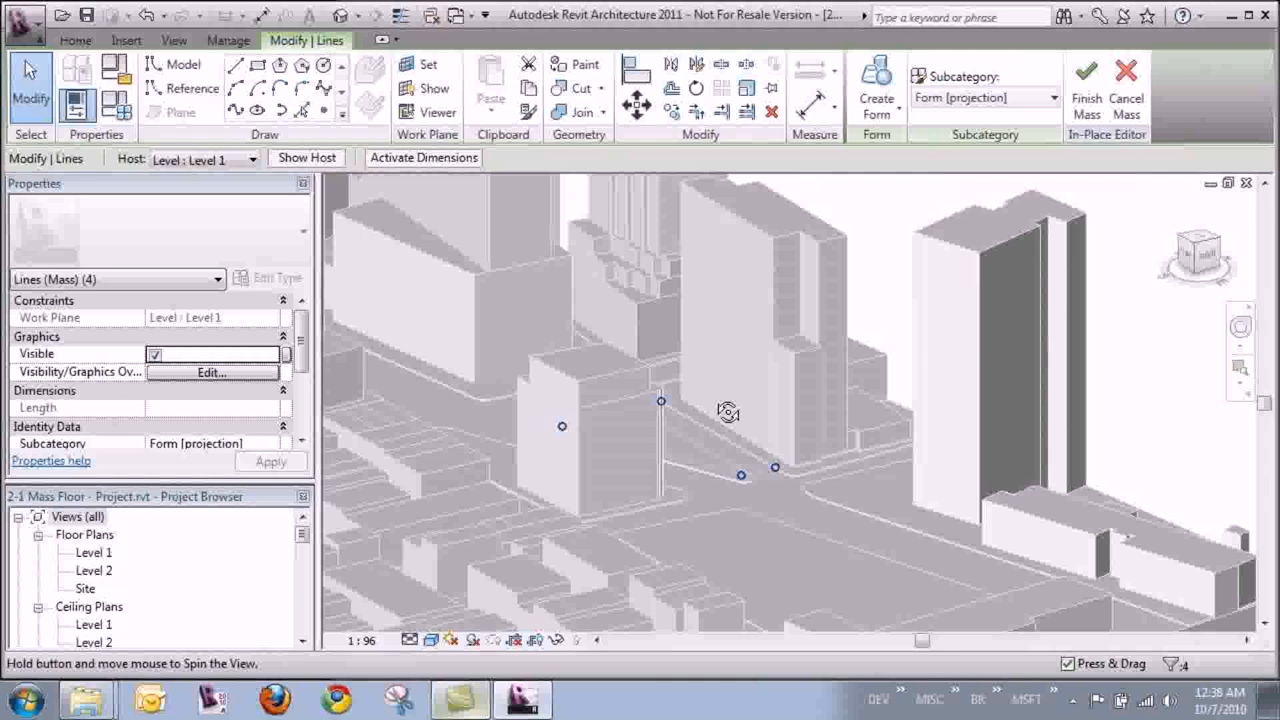 Autodesk Revit Architecture 2011 - Not For Resale Version - [2...
Type a keyword or phrase
Home Insert View Manage Modify | Lines
Model Set Paint Subcategory:
Reference Show Cut Form [projection]
Modify Plane Viewer Paste Join Create Form Finish Mass Cancel Mass
Select Properties Draw Work Plane Clipboard Geometry Modify Measure Form Subcategory In-Place Editor
Modify | Lines Host: Level : Level 1 Show Host Activate Dimensions
Properties
Lines (Mass) (4) Edit Type
Constraints
Work Plane Level : Level 1
Graphics
Visible
Visibility/Graphics Ov... Edit...
Dimensions
Length
Identity Data
Subcategory Form [projection]
Properties help Apply
2-1 Mass Floor - Project.rvt - Project Browser
Views (all)
Floor Plans
Level 1
Level 2
Site
Ceiling Plans
Level 1
Level 2
1 : 96
Hold button and move mouse to Spin the View.
Press & Drag :4
DEV » MISC » BR » MSFT »
12:38 AM
10/7/2010